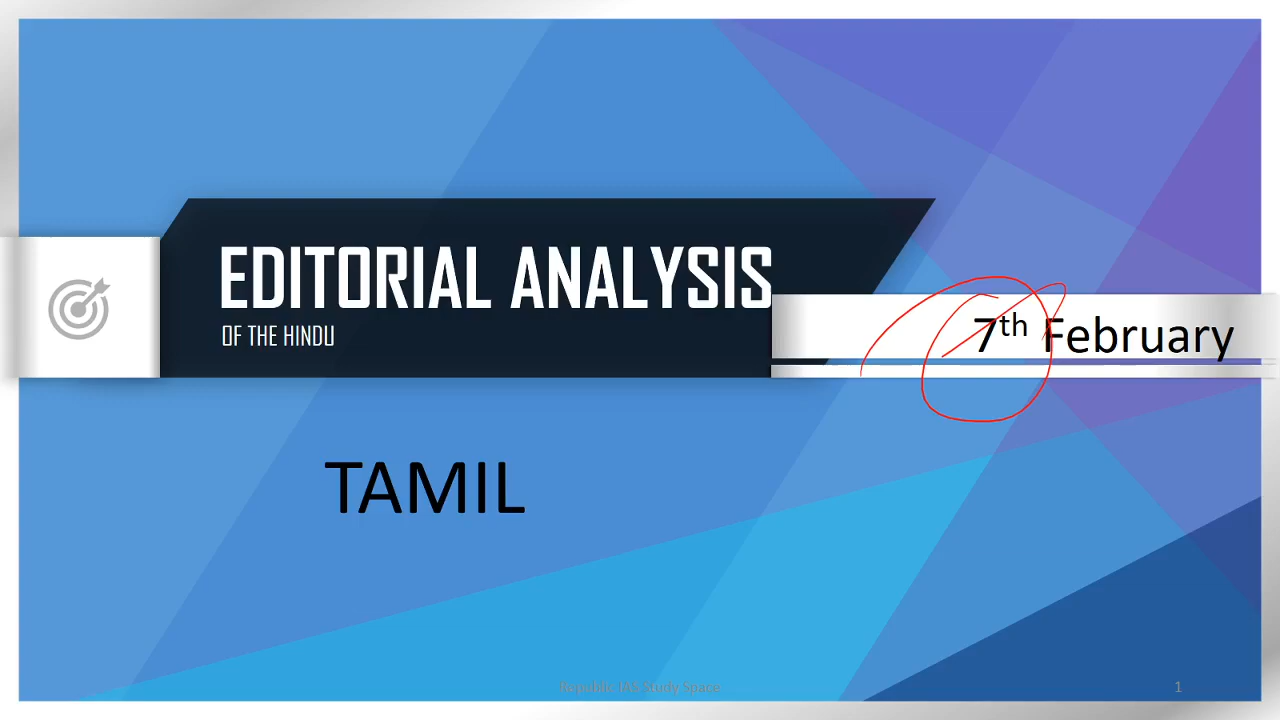 EDITORIAL ANALYSIS
OF THE HINDU
7th February
TAMIL
Republic IAS Study Space
1